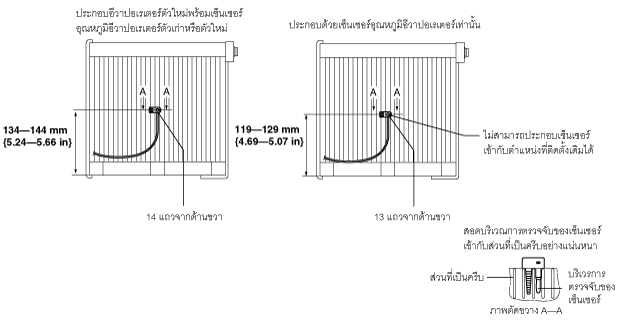 ประกอบอีวาปอเรเตอร์ตัวใหม่พร้อมเซ็นเซอร์
อุณหภูมิอีวาปอเรเตอร์ตัวเก่าหรือตัวใหม่
A A
134—144 mm
{5.24—5.66 in}
14 แถวจากด้านขวา
ประกอบด้วยเซ็นเซอร์อุณหภูมิอีวาปอเรเตอร์เท่านั้น
A A
119—129 mm
{4.69—5.07 in}
ไม่สามารถประกอบเซ็นเซอร์
เข้ากับตำแหน่งที่ติดตั้งเดิมได้
13 แถวจากด้านขวา
สอดบริเวณการตรวจจับของเซ็นเซอร์
เข้ากับส่วนที่เป็นครีบอย่างแน่นหนา
ส่วนที่เป็นครีบ
บริเวรการ
ตรวจจับของ
เซ็นเซอร์
ภาพตัดขวาง A—A